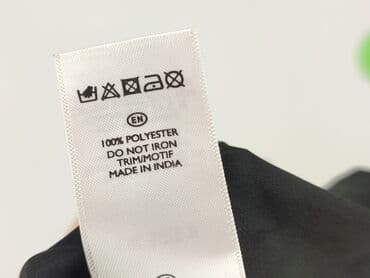 EN
100% POLYESTER
DO NOT IRON
TRIM/MOTIF
MADE IN INDIA